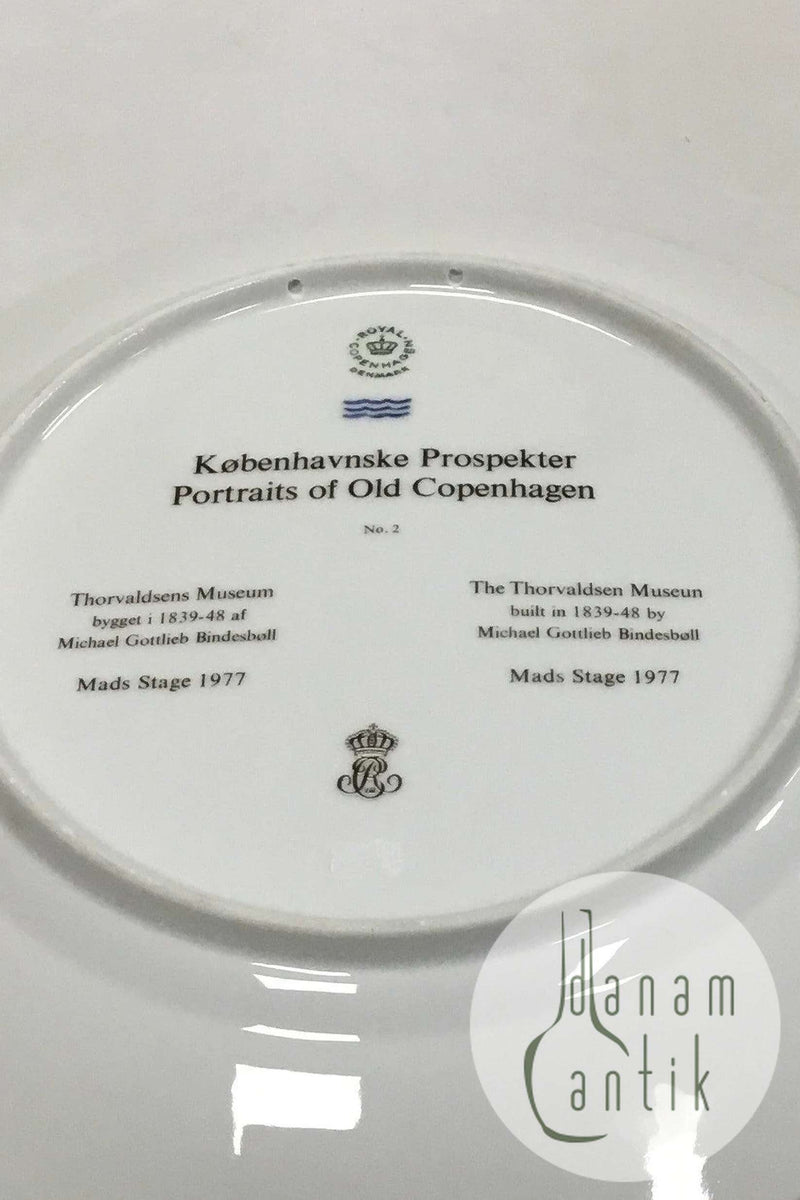 ROYAL COPENHAGEN
DENMARK
Københavnske Prospekter
Portraits of Old Copenhagen
No. 2
Thorvaldsens Museum
bygget i 1839-48 af
Michael Gottlieb Bindesbøll
Mads Stage 1977
The Thorvaldsen Museun
built in 1839-48 by
Michael Gottlieb Bindesbøll
Mads Stage 1977
danam
antik